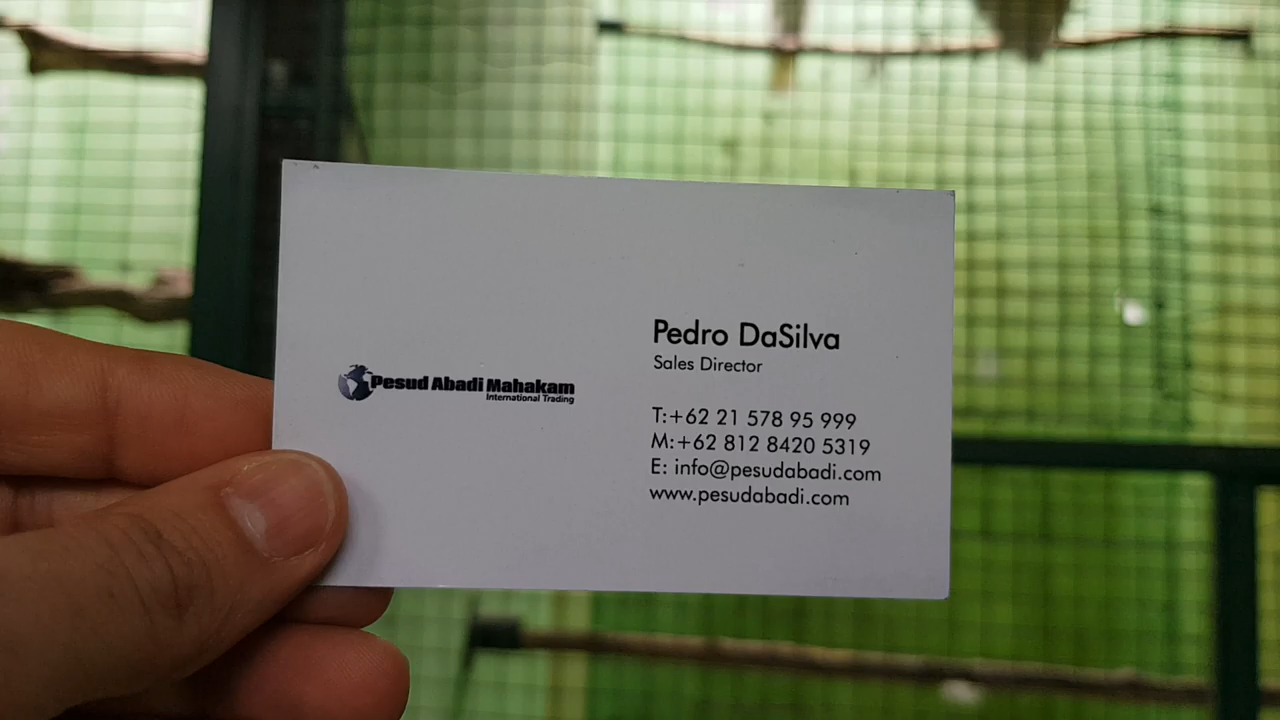 Pesud Abadi Mahakam
International Trading
Pedro DaSilva
Sales Director
T:+62 21 578 95 999
M:+62 812 8420 5319
E: info@pesudabadi.com
www.pesudabadi.com